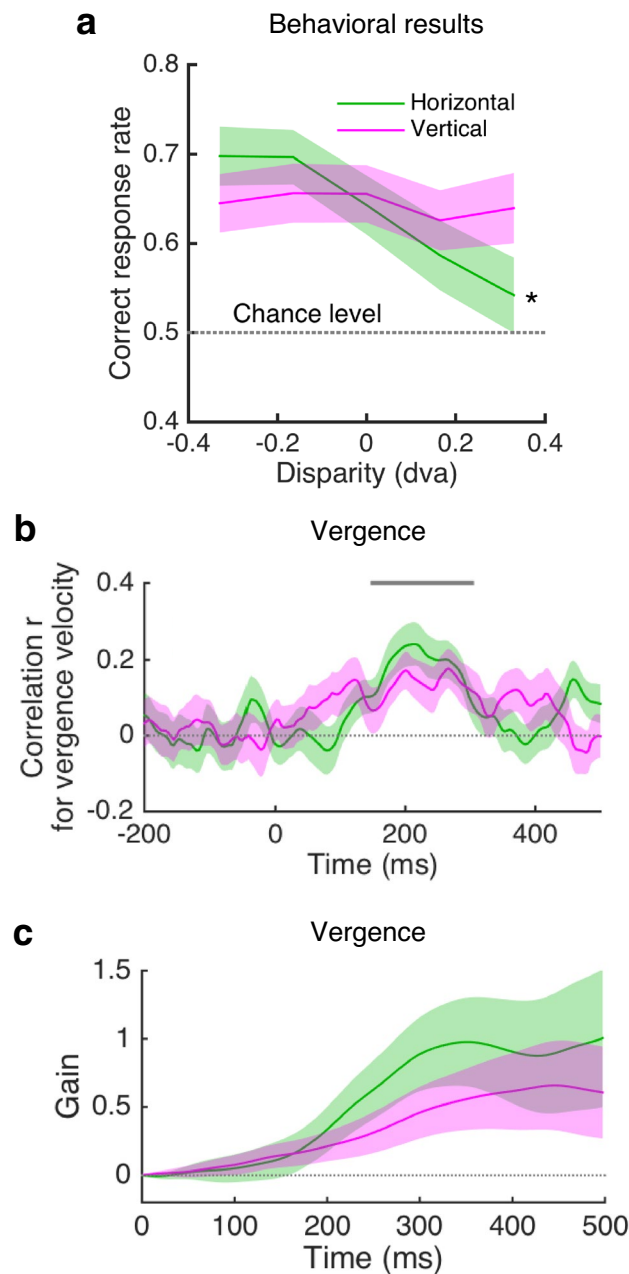 a
Behavioral results
Correct response rate
0.8
0.7
0.6
0.5
0.4
Horizontal
Vertical
*
Chance level
-0.4
-0.2
0
0.2
0.4
Disparity (dva)
b
Vergence
Correlation r
for vergence velocity
0.4
0.2
0
-0.2
-200
0
200
400
Time (ms)
c
Vergence
Gain
1.5
1
0.5
0
0
100
200
300
400
500
Time (ms)